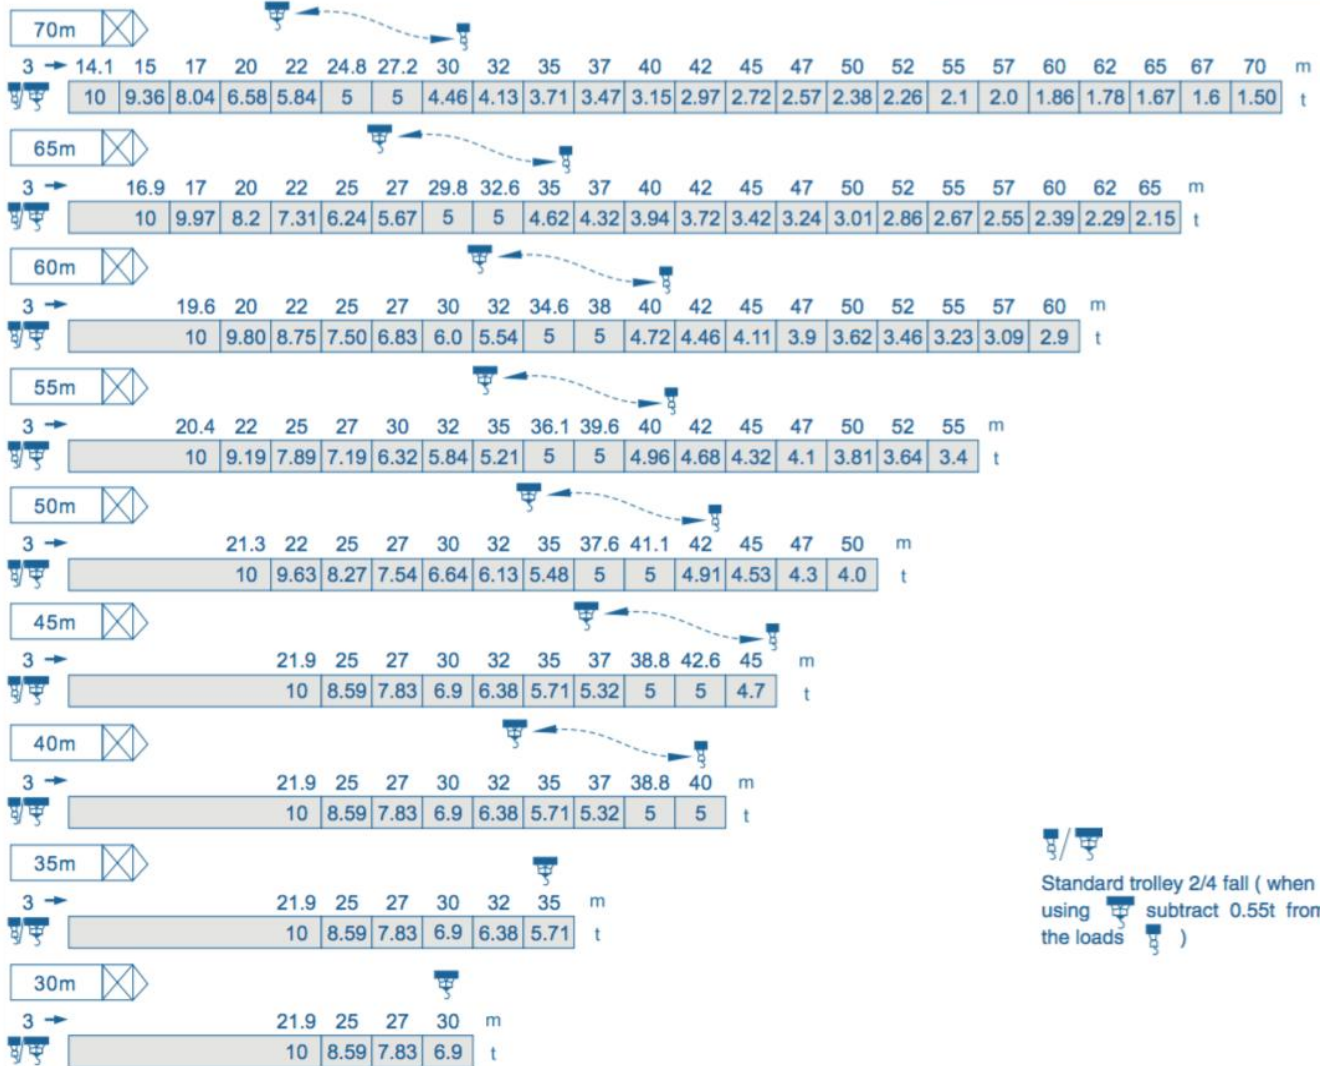 70m
3 14.1 15 17 20 22 24.8 27.2 30 32 35 37 40 42 45 47 50 52 55 57 60 62 65 67 70 m
10 9.36 8.04 6.58 5.84 5 5 4.46 4.13 3.71 3.47 3.15 2.97 2.72 2.57 2.38 2.26 2.1 2.0 1.86 1.78 1.67 1.6 1.50 t
65m
3 16.9 17 20 22 25 27 29.8 32.6 35 37 40 42 45 47 50 52 55 57 60 62 65 m
10 9.97 8.2 7.31 6.24 5.67 5 5 4.62 4.32 3.94 3.72 3.42 3.24 3.01 2.86 2.67 2.55 2.39 2.29 2.15 t
60m
3 19.6 20 22 25 27 30 32 34.6 38 40 42 45 47 50 52 55 57 60 m
10 9.80 8.75 7.50 6.83 6.0 5.54 5 5 4.72 4.46 4.11 3.9 3.62 3.46 3.23 3.09 2.9 t
55m
3 20.4 22 25 27 30 32 35 36.1 39.6 40 42 45 47 50 52 55 m
10 9.19 7.89 7.19 6.32 5.84 5.21 5 5 4.96 4.68 4.32 4.1 3.81 3.64 3.4 t
50m
3 21.3 22 25 27 30 32 35 37.6 41.1 42 45 47 50 m
10 9.63 8.27 7.54 6.64 6.13 5.48 5 5 4.91 4.53 4.3 4.0 t
45m
3 21.9 25 27 30 32 35 37 38.8 42.6 45 m
10 8.59 7.83 6.9 6.38 5.71 5.32 5 5 4.7 t
40m
3 21.9 25 27 30 32 35 37 38.8 40 m
10 8.59 7.83 6.9 6.38 5.71 5.32 5 5 t
35m
3 21.9 25 27 30 32 35 m
10 8.59 7.83 6.9 6.38 5.71 t
30m
3 21.9 25 27 30 m
10 8.59 7.83 6.9 t
/
Standard trolley 2/4 fall ( when
using subtract 0.55t from
the loads )